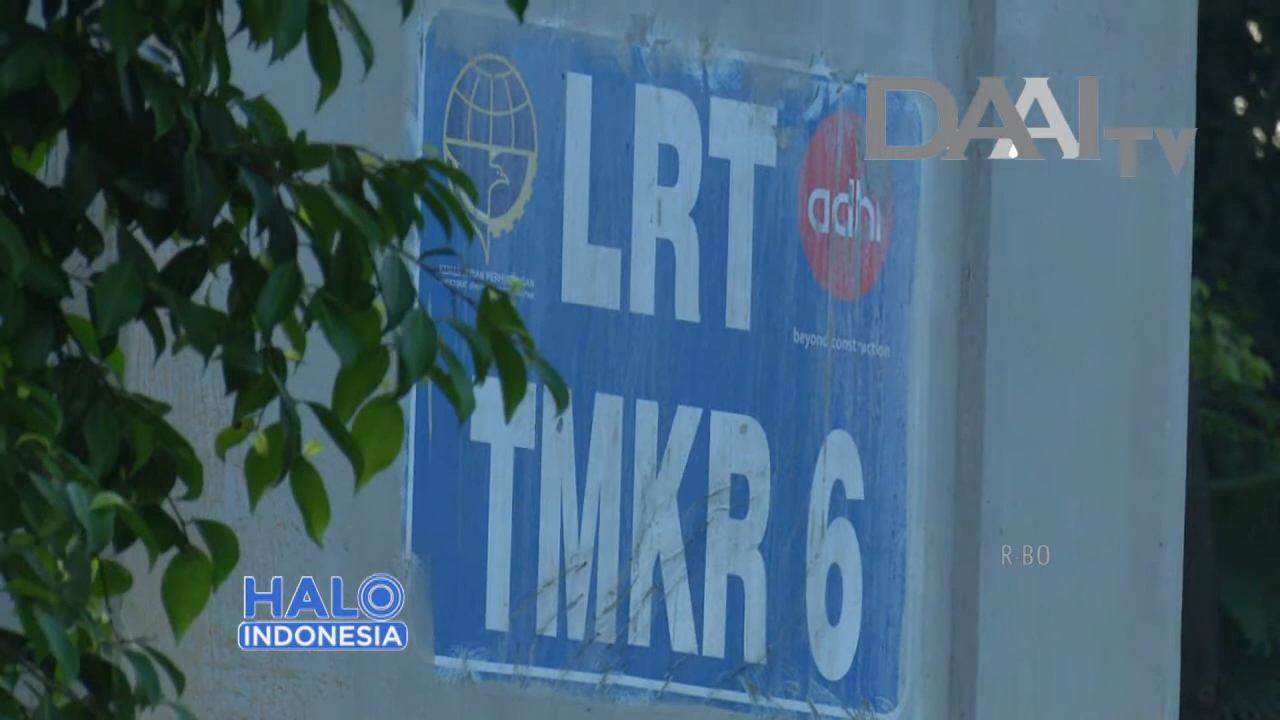 LRT
DAAI TV
adhi
beyond construction
TMKR 6
R-BO
HALO
INDONESIA